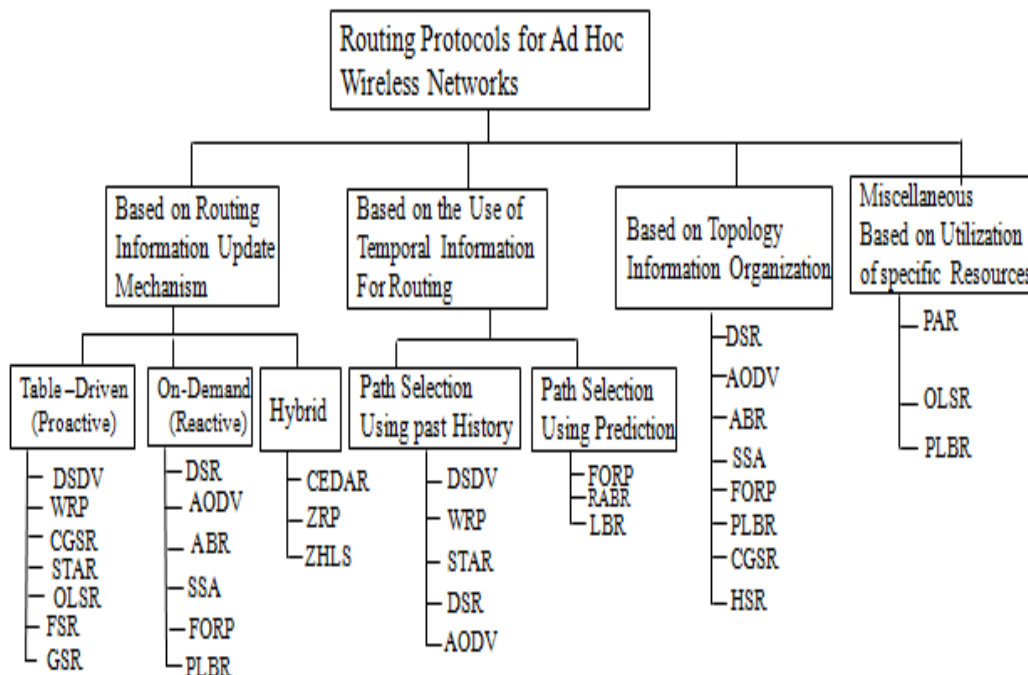 Routing Protocols for Ad Hoc
Wireless Networks
Based on Routing
Information Update
Mechanism
Based on the Use of
Temporal Information
For Routing
Based on Topology
Information Organization
Miscellaneous
Based on Utilization
of specific Resources
Table –Driven
(Proactive)
On-Demand
(Reactive)
Hybrid
Path Selection
Using past History
Path Selection
Using Prediction
DSDV
WRP
CGSR
STAR
OLSR
FSR
GSR
DSR
AODV
ABR
SSA
FORP
PLBR
CEDAR
ZRP
ZHLS
DSDV
WRP
STAR
DSR
AODV
FORP
RABR
LBR
DSR
AODV
ABR
SSA
FORP
PLBR
CGSR
HSR
PAR
OLSR
PLBR